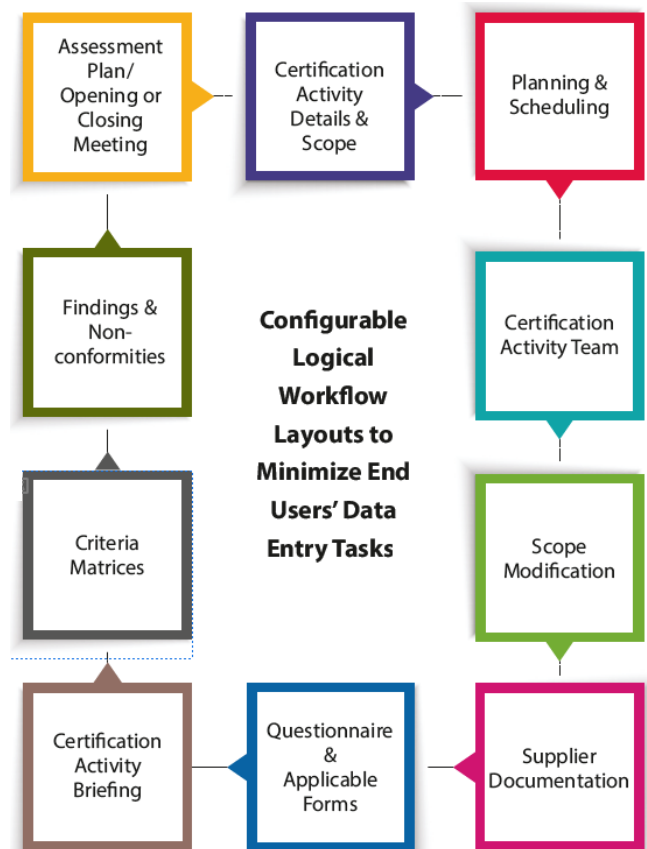 Assessment
Plan/
Opening or
Closing
Meeting
Certification
Activity
Details &
Scope
Planning &
Scheduling
Findings &
Non-
conformities
Configurable
Logical
Workflow
Layouts to
Minimize End
Users’ Data
Entry Tasks
Certification
Activity Team
Criteria
Matrices
Scope
Modification
Certification
Activity
Briefing
Questionnaire
&
Applicable
Forms
Supplier
Documentation